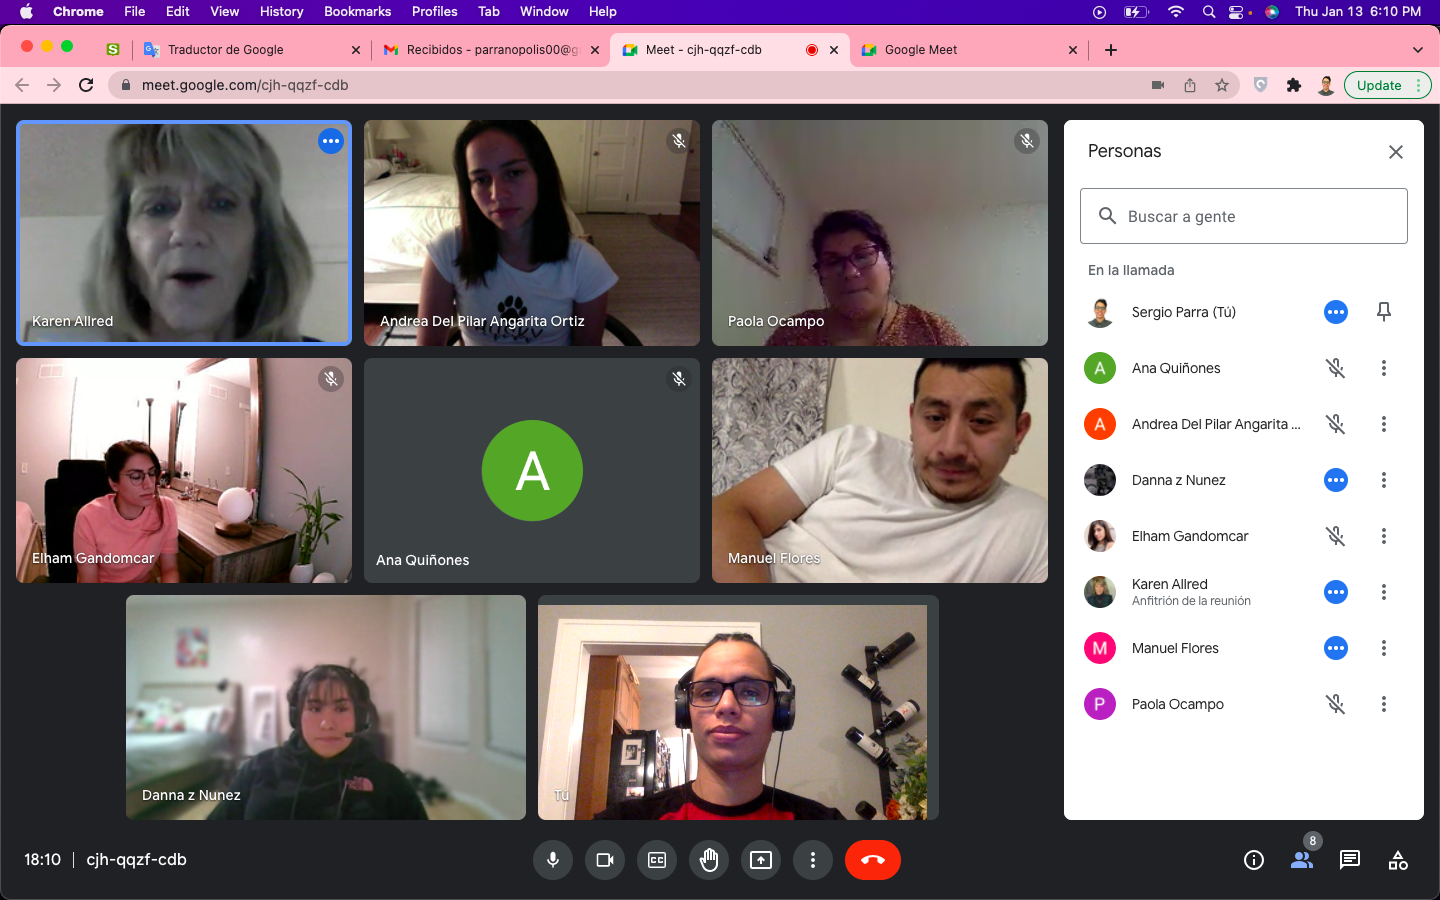 Chrome File Edit View History Bookmarks Profiles Tab Window Help Thu Jan 13 6:10 PM
S Traductor de Google Recibidos - parranopolis00@g Meet - cjh-qqzf-cdb Google Meet
meet.google.com/cjh-qqzf-cdb Update
Karen Allred
Andrea Del Pilar Angarita Ortiz
Paola Ocampo
Elham Gandomcar
A
Ana Quiñones
Manuel Flores
Danna z Nunez
Tú
Personas
Buscar a gente
En la llamada
Sergio Parra (Tú)
A Ana Quiñones
A Andrea Del Pilar Angarita ...
Danna z Nunez
Elham Gandomcar
Karen Allred
Anfitrión de la reunión
M Manuel Flores
P Paola Ocampo
18:10 | cjh-qqzf-cdb
CC
8